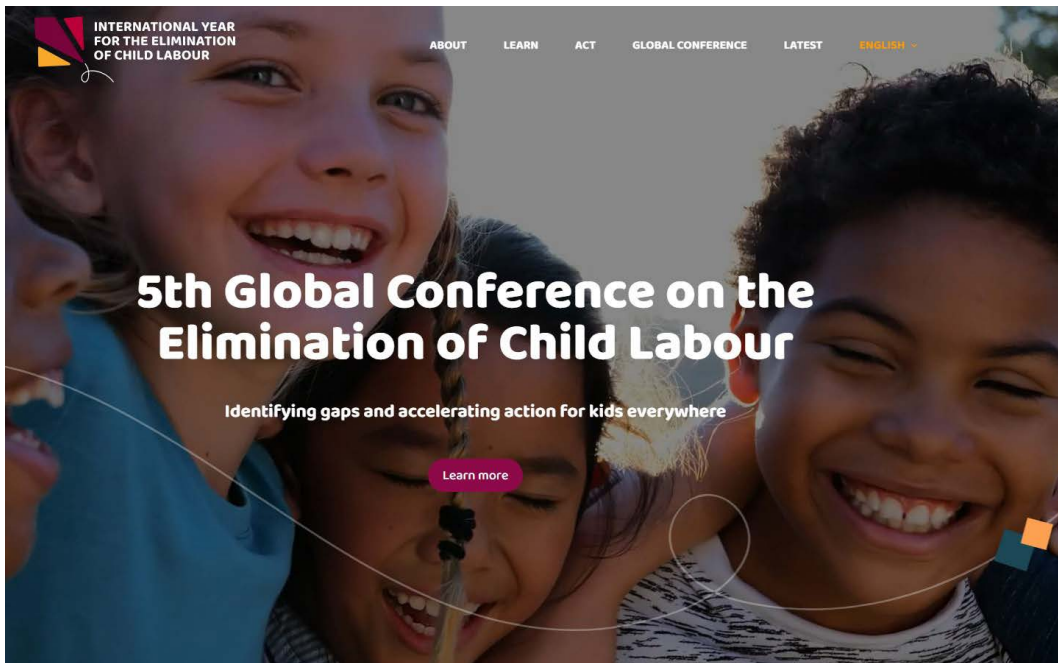 INTERNATIONAL YEAR
FOR THE ELIMINATION
OF CHILD LABOUR
ABOUT LEARN ACT GLOBAL CONFERENCE LATEST ENGLISH
5th Global Conference on the
Elimination of Child Labour
Identifying gaps and accelerating action for kids everywhere
Learn more